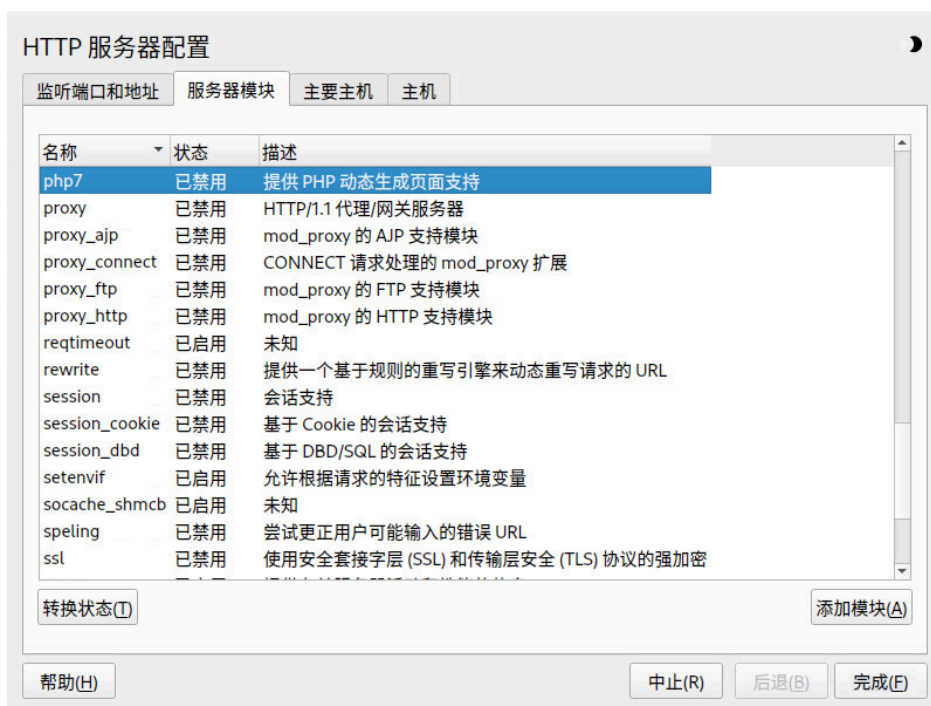 HTTP 服务器配置
监听端口和地址 服务器模块 主要主机 主机
名称 状态 描述
php7 已禁用 提供 PHP 动态生成页面支持
proxy 已禁用 HTTP/1.1 代理/网关服务器
proxy_ajp 已禁用 mod_proxy 的 AJP 支持模块
proxy_connect 已禁用 CONNECT 请求处理的 mod_proxy 扩展
proxy_ftp 已禁用 mod_proxy 的 FTP 支持模块
proxy_http 已禁用 mod_proxy 的 HTTP 支持模块
reqtimeout 已启用 未知
rewrite 已禁用 提供一个基于规则的重写引擎来动态重写请求的 URL
session 已禁用 会话支持
session_cookie 已禁用 基于 Cookie 的会话支持
session_dbd 已禁用 基于 DBD/SQL 的会话支持
setenvif 已启用 允许根据请求的特征设置环境变量
socache_shmcb 已启用 未知
speling 已禁用 尝试更正用户可能输入的错误 URL
ssl 已禁用 使用安全套接字层 (SSL) 和传输层安全 (TLS) 协议的强加密
转换状态(T) 添加模块(A)
帮助(H) 中止(R) 后退(B) 完成(F)